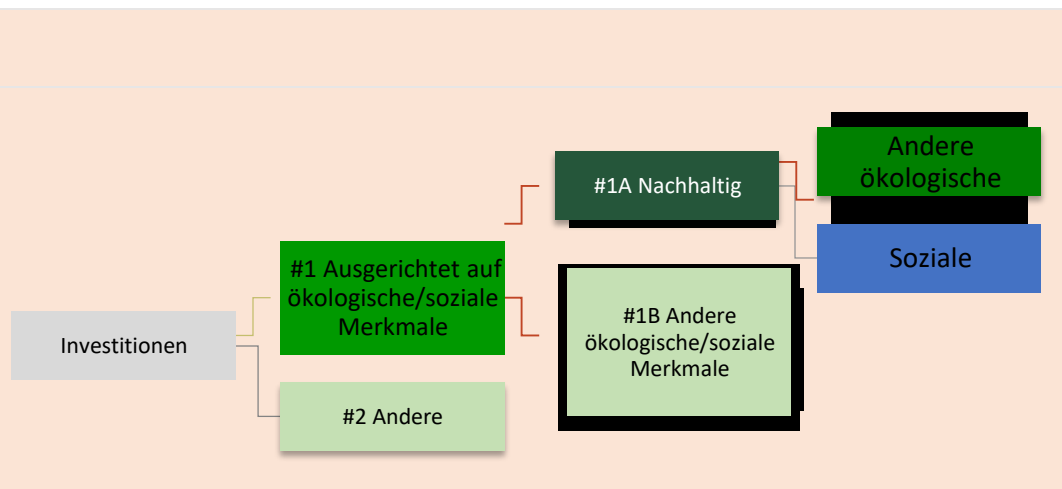 Investitionen
#1 Ausgerichtet auf
ökologische/soziale
Merkmale
#2 Andere
#1A Nachhaltig
#1B Andere
ökologische/soziale
Merkmale
Andere
ökologische
Soziale